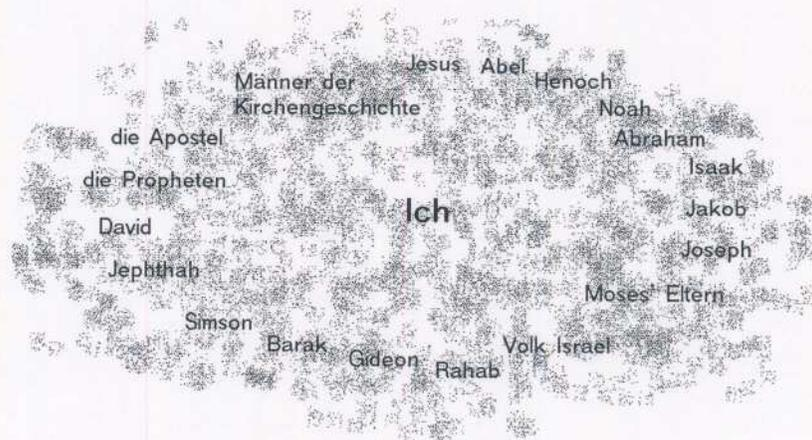 Jesus
Abel
Henoch
Noah
Abraham
Isaak
Jakob
Joseph
Moses' Eltern
Volk Israel
Rahab
Gideon
Barak
Simson
Jephthah
David
die Propheten
die Apostel
Männer der
Kirchengeschichte
Ich